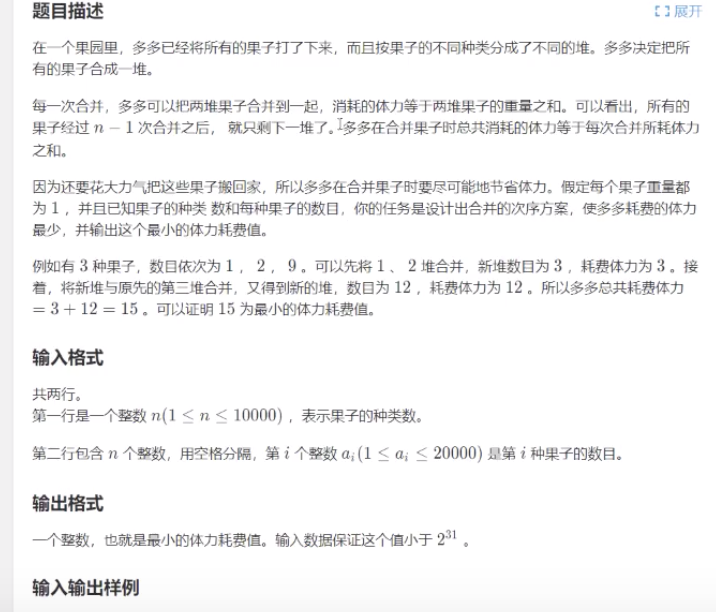 题目描述
展开
在一个果园里，多多已经将所有的果子打了下来，而且按果子的不同种类分成了不同的堆。多多决定把所
有的果子合成一堆。
每一次合并，多多可以把两堆果子合并到一起，消耗的体力等于两堆果子的重量之和。可以看出，所有的
果子经过 n − 1 次合并之后， 就只剩下一堆了。多多在合并果子时总共消耗的体力等于每次合并所耗体力
之和。
因为还要花大力气把这些果子搬回家，所以多多在合并果子时要尽可能地节省体力。假定每个果子重量都
为 1 ，并且已知果子的种类 数和每种果子的数目，你的任务是设计出合并的次序方案，使多多耗费的体力
最少，并输出这个最小的体力耗费值。
例如有 3 种果子，数目依次为 1 ， 2 ， 9 。可以先将 1 、 2 堆合并，新堆数目为 3 ，耗费体力为 3 。接
着，将新堆与原先的第三堆合并，又得到新的堆，数目为 12 ，耗费体力为 12 。所以多多总共耗费体力
= 3 + 12 = 15 。可以证明 15 为最小的体力耗费值。
输入格式
共两行。
第一行是一个整数 n(1 ≤ n ≤ 10000) ，表示果子的种类数。
第二行包含 n 个整数，用空格分隔，第 i 个整数 aᵢ(1 ≤ aᵢ ≤ 20000) 是第 i 种果子的数目。
输出格式
一个整数，也就是最小的体力耗费值。输入数据保证这个值小于 2³¹ 。
输入输出样例